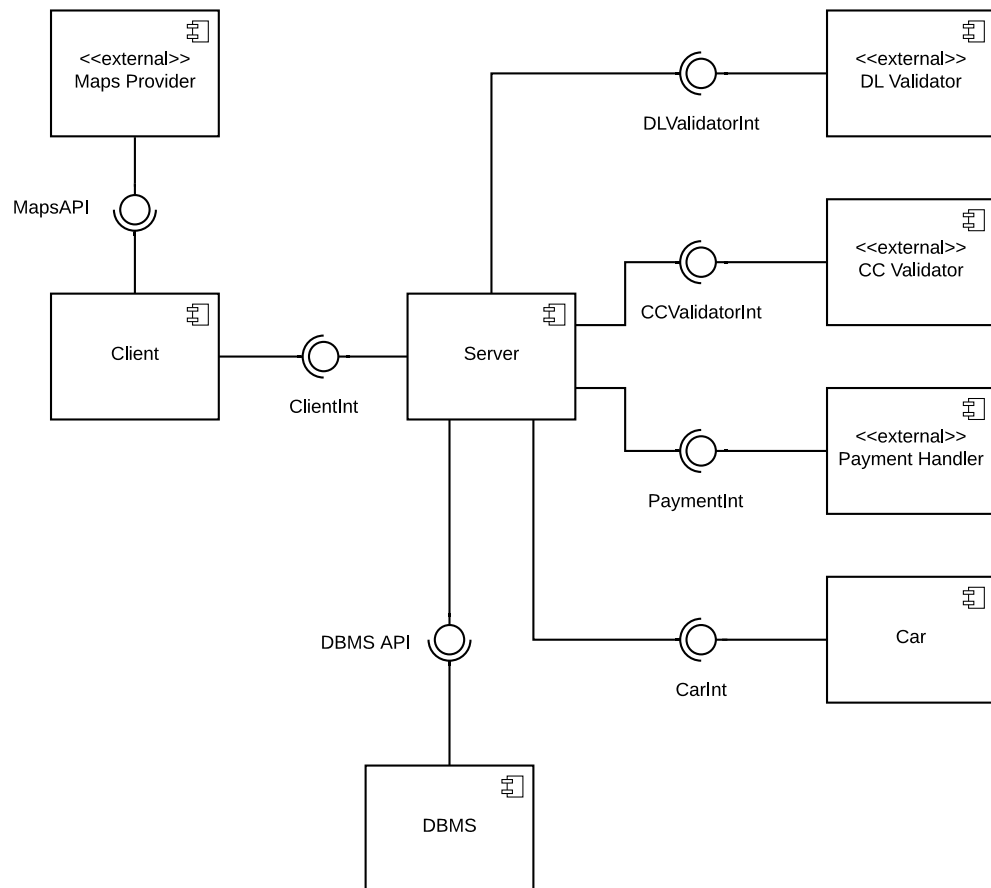 <<external>>
Maps Provider
<<external>>
DL Validator
DLValidatorInt
MapsAPI
<<external>>
CC Validator
CCValidatorInt
Client
Server
ClientInt
<<external>>
Payment Handler
PaymentInt
DBMS API
Car
CarInt
DBMS